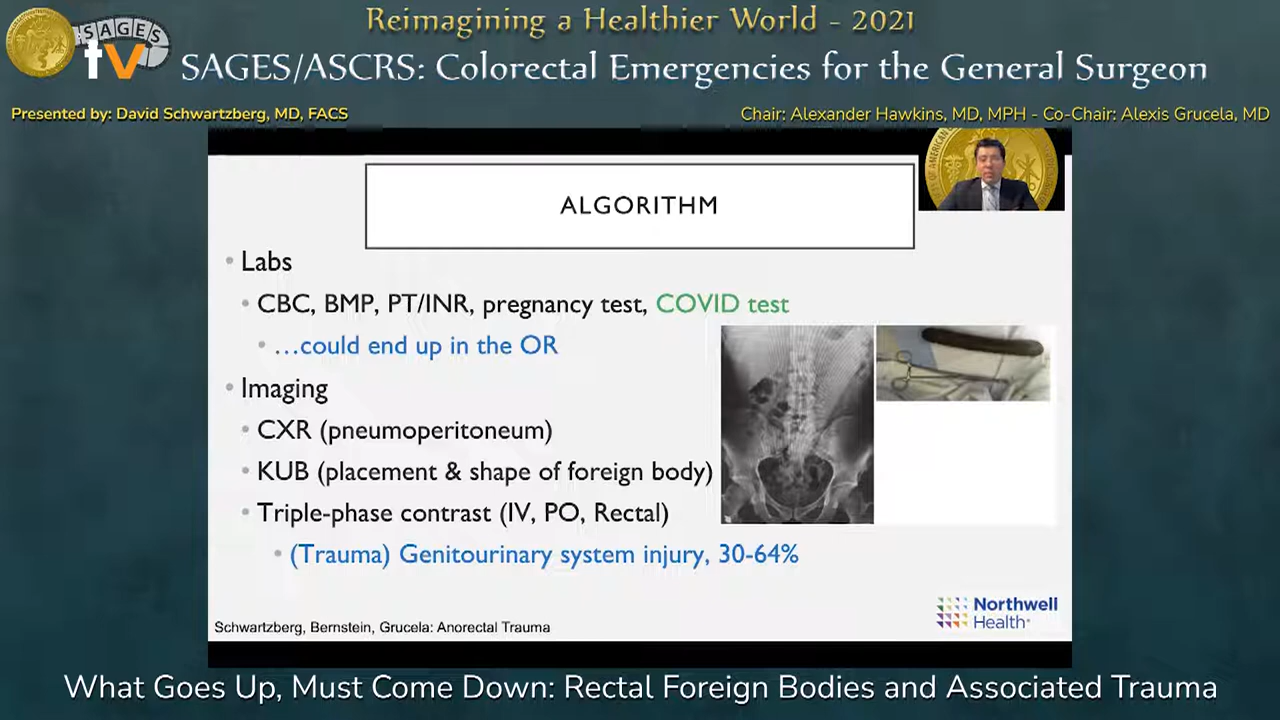 Reimagining a Healthier World - 2021
SAGES
tv
SAGES/ASCRS: Colorectal Emergencies for the General Surgeon
Presented by: David Schwartzberg, MD, FACS
Chair: Alexander Hawkins, MD, MPH - Co-Chair: Alexis Grucela, MD
ALGORITHM
• Labs
• CBC, BMP, PT/INR, pregnancy test, COVID test
• …could end up in the OR
• Imaging
• CXR (pneumoperitoneum)
• KUB (placement & shape of foreign body)
• Triple-phase contrast (IV, PO, Rectal)
• (Trauma) Genitourinary system injury, 30-64%
Northwell
Health
Schwartzberg, Bernstein, Grucela: Anorectal Trauma
What Goes Up, Must Come Down: Rectal Foreign Bodies and Associated Trauma